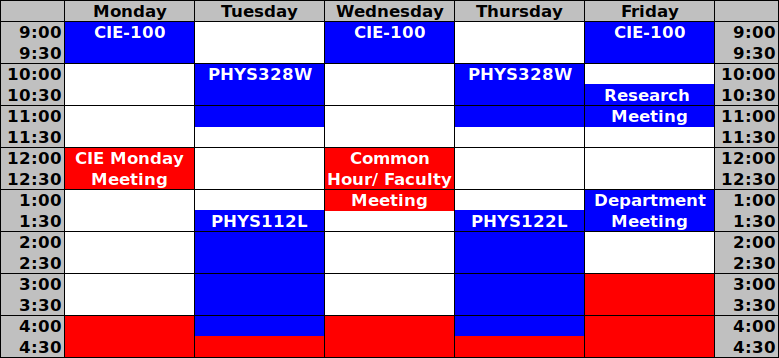 Monday Tuesday Wednesday Thursday Friday
9:00 CIE-100 CIE-100 CIE-100 9:00
9:30 9:30
10:00 PHYS328W PHYS328W 10:00
10:30 Research 10:30
11:00 Meeting 11:00
11:30 11:30
12:00 CIE Monday Common 12:00
12:30 Meeting Hour/ Faculty 12:30
1:00 Meeting Department 1:00
1:30 PHYS112L PHYS122L Meeting 1:30
2:00 2:00
2:30 2:30
3:00 3:00
3:30 3:30
4:00 4:00
4:30 4:30